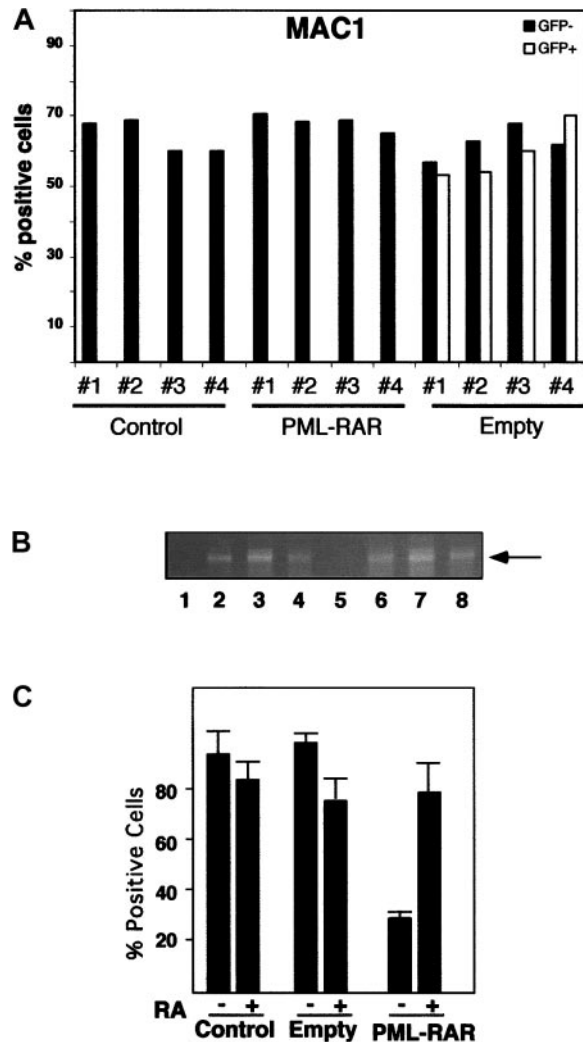 A
MAC1
GFP-
GFP+
90
70
50
30
10
% positive cells
#1 #2 #3 #4 #1 #2 #3 #4 #1 #2 #3 #4
Control PML-RAR Empty
B
1 2 3 4 5 6 7 8
C
80
60
40
20
% Positive Cells
RA - + - + - +
Control Empty PML-RAR